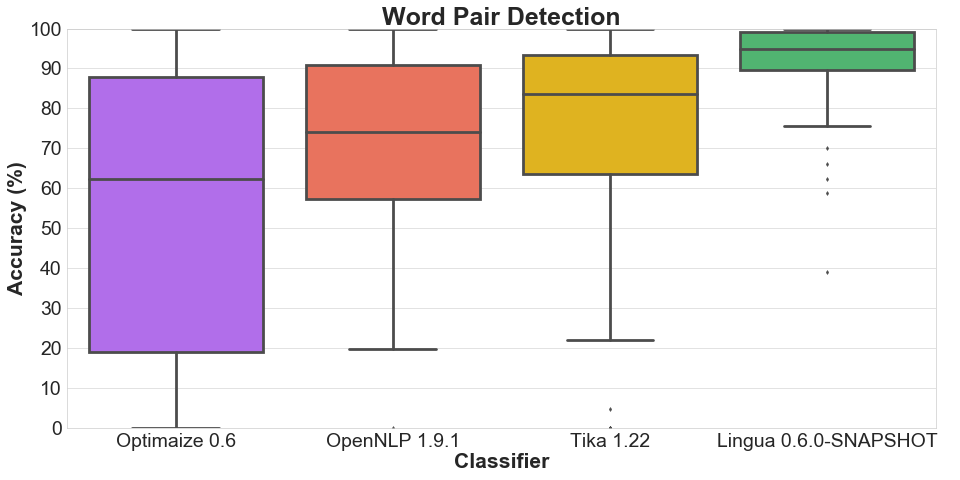 Word Pair Detection
Accuracy (%)
100
90
80
70
60
50
40
30
20
10
0
Optimaize 0.6 OpenNLP 1.9.1 Tika 1.22 Lingua 0.6.0-SNAPSHOT
Classifier